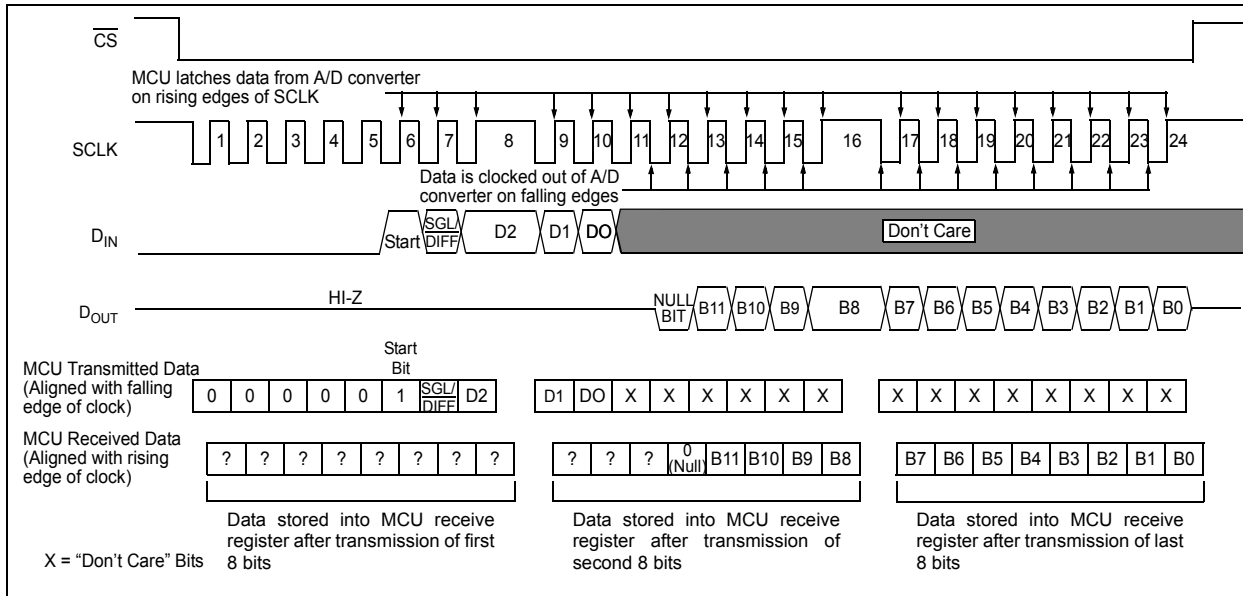 CS
MCU latches data from A/D converter
on rising edges of SCLK
SCLK
1 2 3 4 5 6 7 8 9 10 11 12 13 14 15 16 17 18 19 20 21 22 23 24
Data is clocked out of A/D
converter on falling edges
DIN
Start SGL/DIFF D2 D1 DO Don't Care
DOUT
HI-Z
NULL BIT B11 B10 B9 B8 B7 B6 B5 B4 B3 B2 B1 B0
Start
Bit
MCU Transmitted Data
(Aligned with falling
edge of clock)
0 0 0 0 0 1 SGL/DIFF D2 D1 DO X X X X X X X X X X X X X X
MCU Received Data
(Aligned with rising
edge of clock)
? ? ? ? ? ? ? ? ? ? ? 0 (Null) B11 B10 B9 B8 B7 B6 B5 B4 B3 B2 B1 B0
Data stored into MCU receive
register after transmission of first
8 bits
Data stored into MCU receive
register after transmission of
second 8 bits
Data stored into MCU receive
register after transmission of last
8 bits
X = “Don't Care” Bits